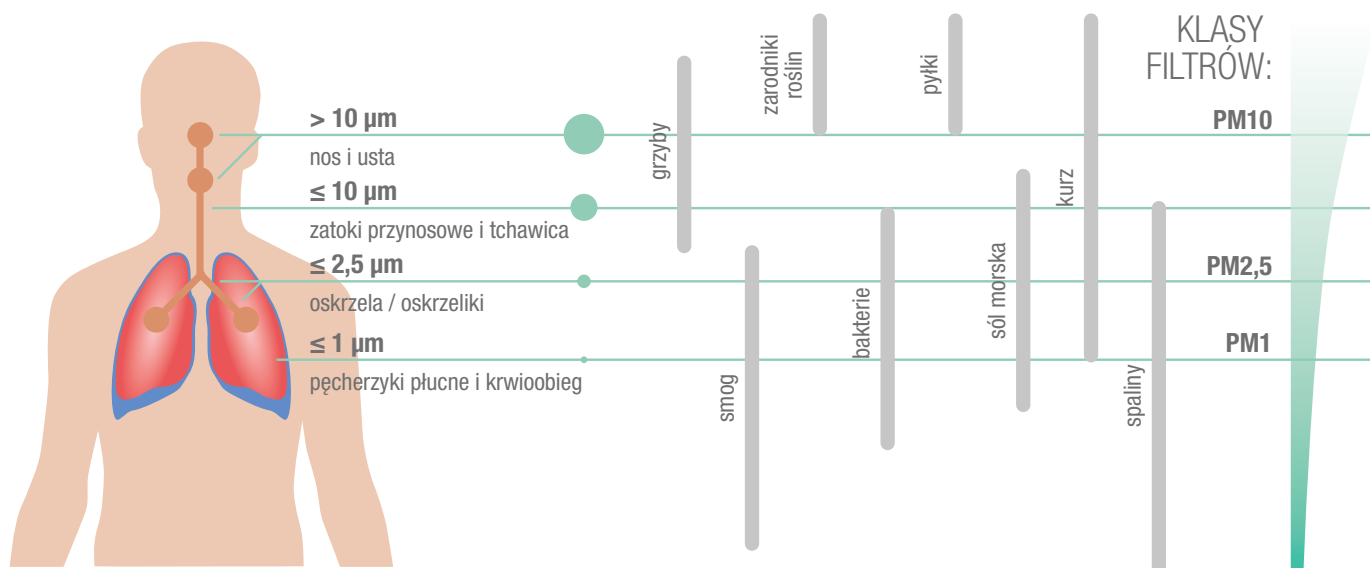 > 10 µm
nos i usta
≤ 10 µm
zatoki przynosowe i tchawica
≤ 2,5 µm
oskrzela / oskrzeliki
≤ 1 µm
pęcherzyki płucne i krwioobieg
grzyby
smog
zarodniki
roślin
bakterie
pyłki
sól morska
kurz
spaliny
KLASY
FILTRÓW:
PM10
PM2,5
PM1